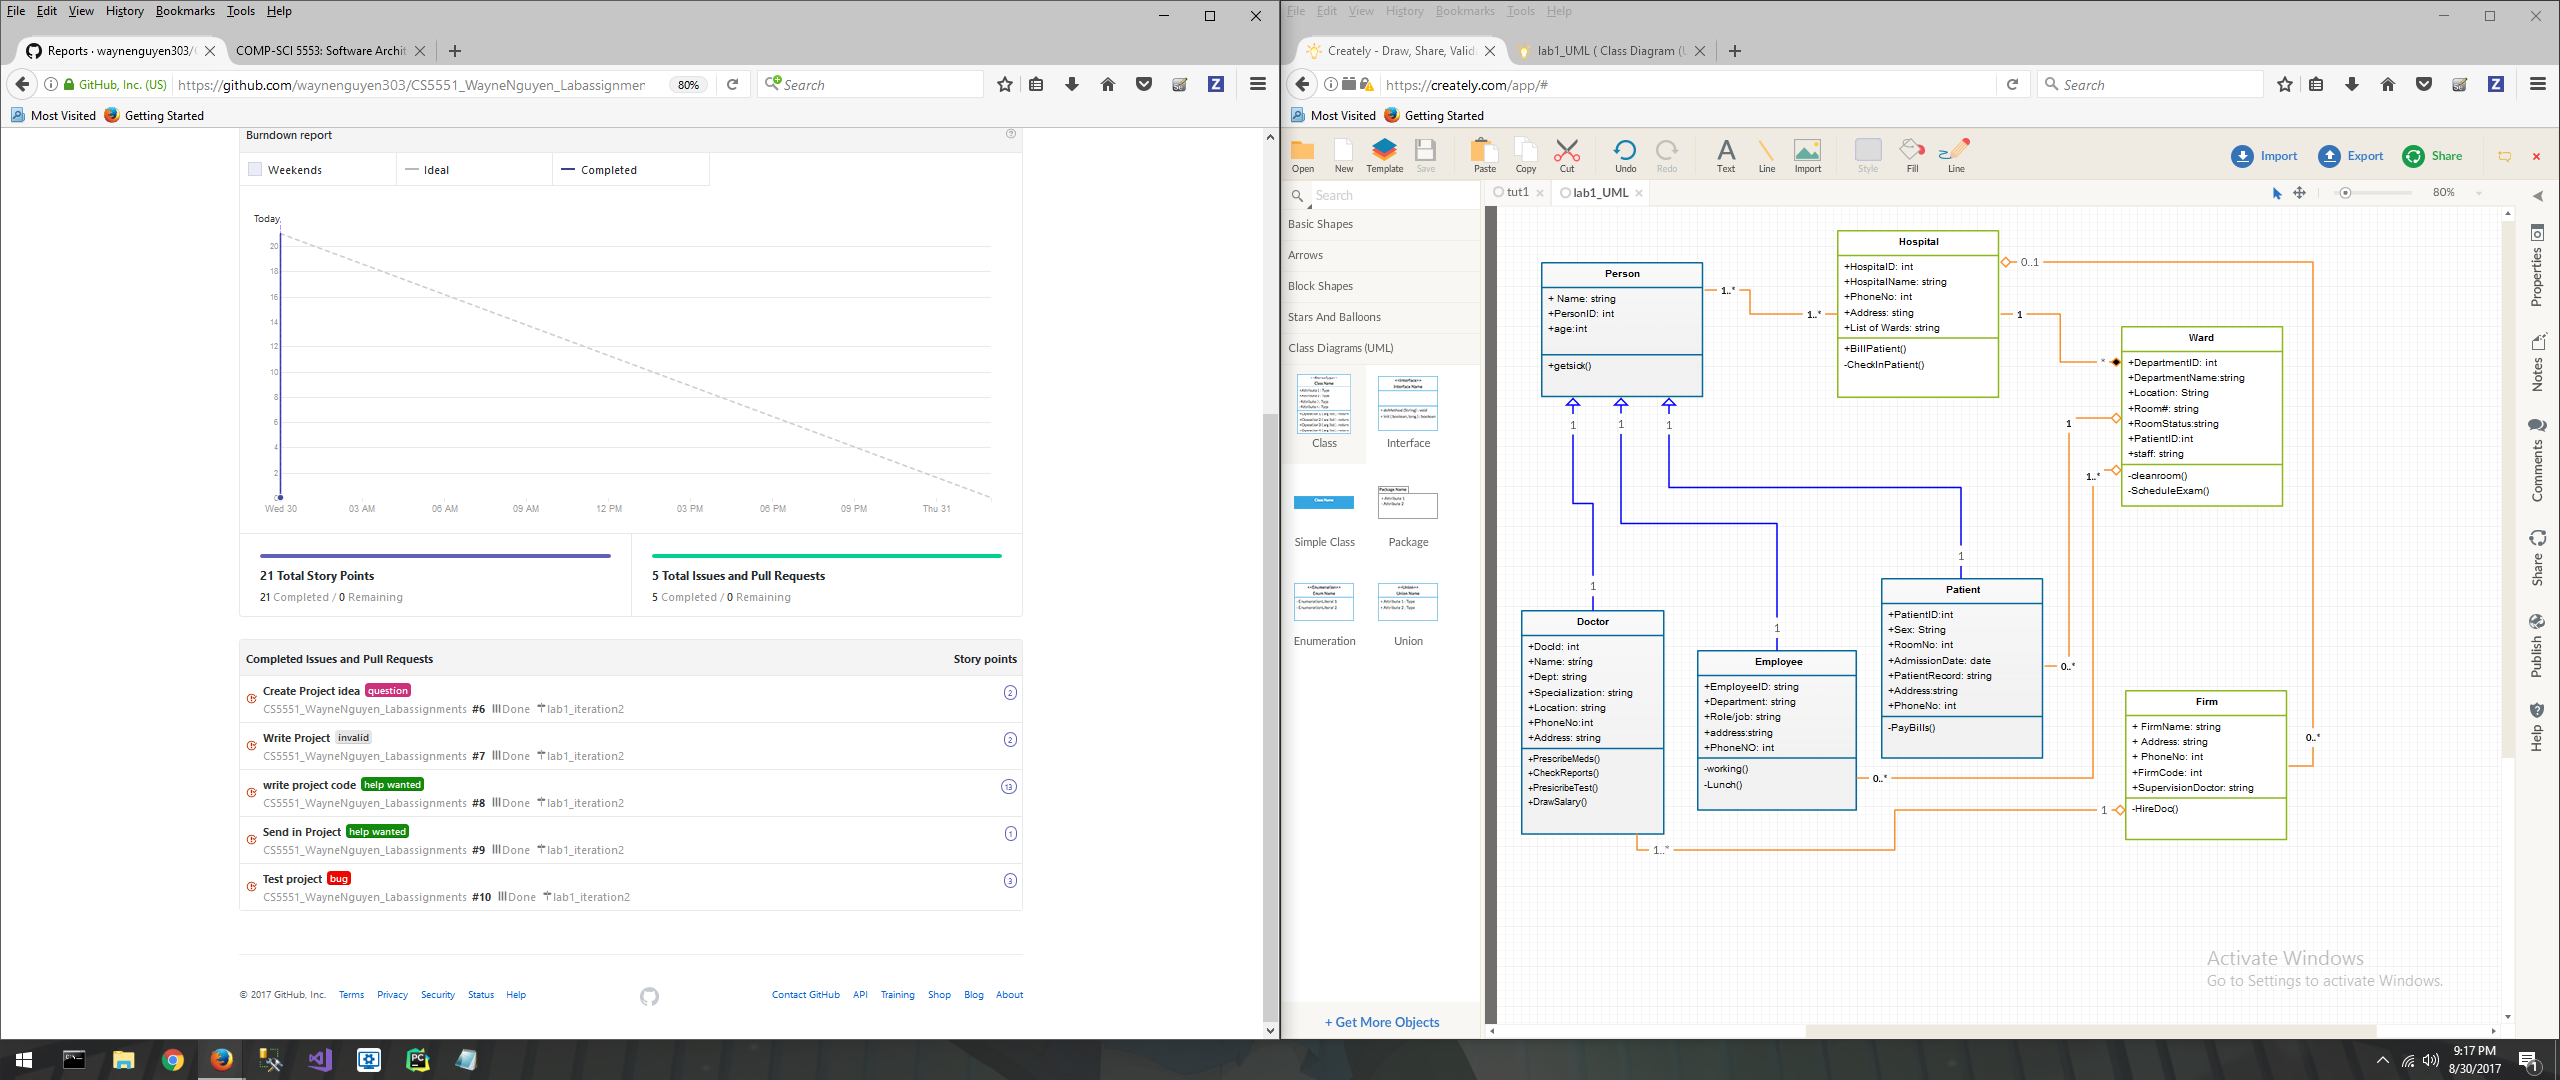 File Edit View History Bookmarks Tools Help
Reports · waynenguyen303/
COMP-SCI 5553: Software Archit
GitHub, Inc. (US)
https://github.com/waynenguyen303/CS5551_WayneNguyen_Labassignmen
80%
Search
Most Visited
Getting Started
Burndown report
Weekends
Ideal
Completed
Today
20
18
16
14
12
10
8
6
4
2
0
Wed 30
03 AM
06 AM
09 AM
12 PM
03 PM
06 PM
09 PM
Thu 31
21 Total Story Points
21 Completed / 0 Remaining
5 Total Issues and Pull Requests
5 Completed / 0 Remaining
Completed Issues and Pull Requests
Story points
Create Project idea question
2
CS5551_WayneNguyen_Labassignments #6 Done lab1_iteration2
Write Project invalid
2
CS5551_WayneNguyen_Labassignments #7 Done lab1_iteration2
write project code help wanted
13
CS5551_WayneNguyen_Labassignments #8 Done lab1_iteration2
Send in Project help wanted
1
CS5551_WayneNguyen_Labassignments #9 Done lab1_iteration2
Test project bug
3
CS5551_WayneNguyen_Labassignments #10 Done lab1_iteration2
© 2017 GitHub, Inc. Terms Privacy Security Status Help
Contact GitHub API Training Shop Blog About
File Edit View History Bookmarks Tools Help
Creately - Draw, Share, Valid
lab1_UML ( Class Diagram (U
https://creately.com/app/#
Search
Most Visited
Getting Started
Open
New
Template
Save
Paste
Copy
Cut
Undo
Redo
Text
Line
Import
Style
Fill
Line
Import
Export
Share
Search
tut1
lab1_UML
80%
Basic Shapes
Arrows
Block Shapes
Stars And Balloons
Class Diagrams (UML)
Class
Interface
Simple Class
Package
Enumeration
Union
+ Get More Objects
Person
+ Name: string
+PersonID: int
+age:int
+getsick()
1..*
1..*
Hospital
+HospitalID: int
+HospitalName: string
+PhoneNo: int
+Address: sting
+List of Wards: string
+BillPatient()
-CheckInPatient()
0..1
1
*
Ward
+DepartmentID: int
+DepartmentName:string
+Location: String
+Room#: string
+RoomStatus:string
+PatientID:int
+staff: string
-cleanroom()
-ScheduleExam()
1
1..*
1
1
1
1
1
1
Doctor
+DocId: int
+Name: string
+Dept: string
+Specialization: string
+Location: string
+PhoneNo:int
+Address: string
+PrescribeMeds()
+CheckReports()
+PresicribeTest()
+DrawSalary()
1..*
Employee
+EmployeeID: string
+Department: string
+Role/job: string
+address:string
+PhoneNO: int
-working()
-Lunch()
0..*
Patient
+PatientID:int
+Sex: String
+RoomNo: int
+AdmissionDate: date
+PatientRecord: string
+Address:string
+PhoneNo: int
-PayBills()
0..*
Firm
+ FirmName: string
+ Address: string
+ PhoneNo: int
+FirmCode: int
+SupervisionDoctor: string
-HireDoc()
0..*
1
Properties
Notes
Comments
Share
Publish
Help
Activate Windows
Go to Settings to activate Windows.
9:17 PM
8/30/2017
1